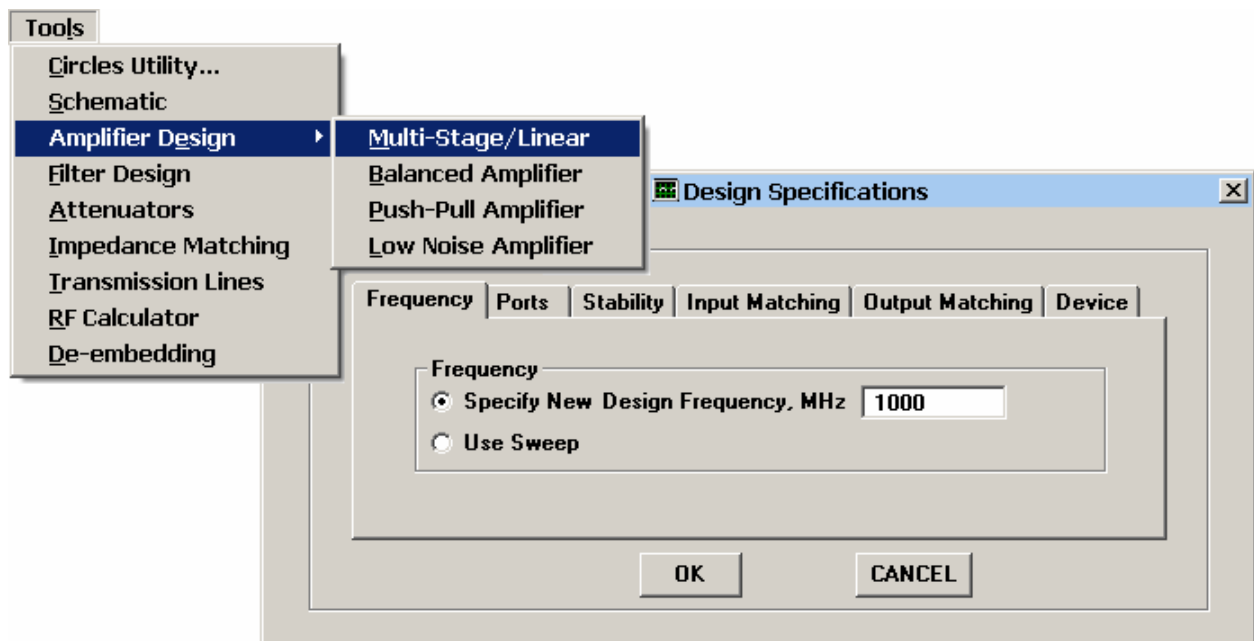 Tools
Circles Utility...
Schematic
Amplifier Design
Filter Design
Attenuators
Impedance Matching
Transmission Lines
RF Calculator
De-embedding
Multi-Stage/Linear
Balanced Amplifier
Push-Pull Amplifier
Low Noise Amplifier
Design Specifications
Frequency Ports Stability Input Matching Output Matching Device
Frequency
Specify New Design Frequency, MHz 1000
Use Sweep
OK CANCEL